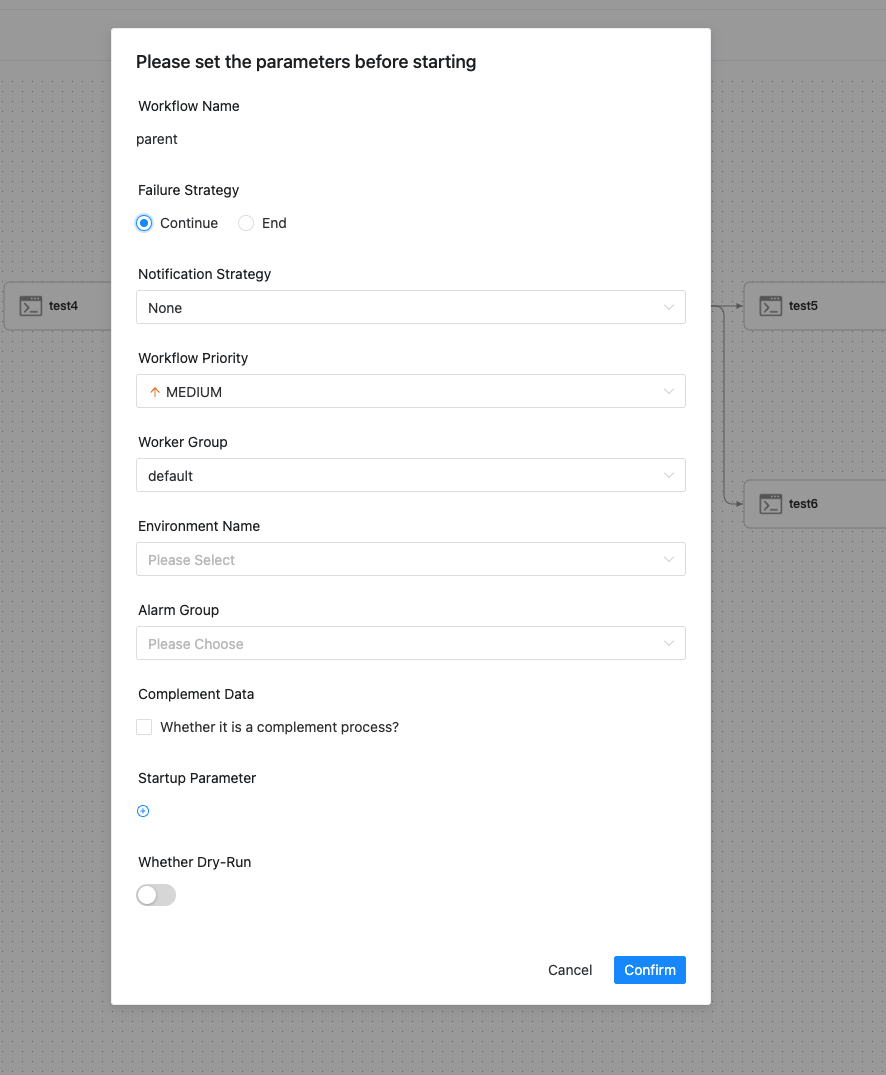 Please set the parameters before starting
Workflow Name
parent
Failure Strategy
Continue End
Notification Strategy
None
Workflow Priority
MEDIUM
Worker Group
default
Environment Name
Please Select
Alarm Group
Please Choose
Complement Data
Whether it is a complement process?
Startup Parameter
Whether Dry-Run
Cancel Confirm
test4
test5
test6